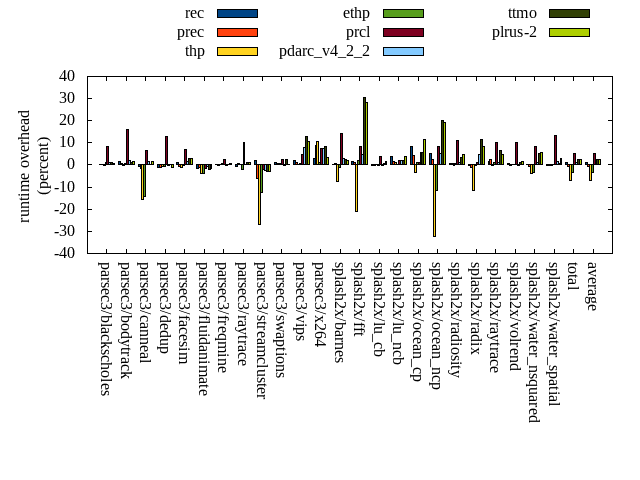 rec
prec
thp
ethp
prcl
pdarc_v4_2_2
ttmo
plrus-2
runtime overhead
(percent)
40
30
20
10
0
-10
-20
-30
-40
parsec3/blackscholes
parsec3/bodytrack
parsec3/canneal
parsec3/dedup
parsec3/facesim
parsec3/fluidanimate
parsec3/freqmine
parsec3/raytrace
parsec3/streamcluster
parsec3/swaptions
parsec3/vips
parsec3/x264
splash2x/barnes
splash2x/fft
splash2x/lu_cb
splash2x/lu_ncb
splash2x/ocean_cp
splash2x/ocean_ncp
splash2x/radiosity
splash2x/radix
splash2x/raytrace
splash2x/volrend
splash2x/water_nsquared
splash2x/water_spatial
total
average